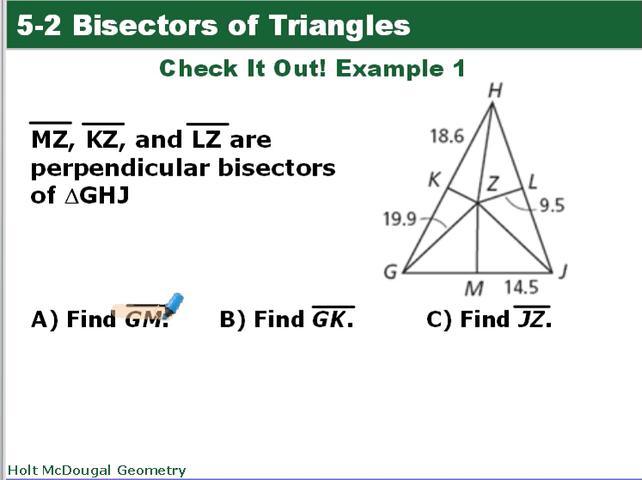 5-2 Bisectors of Triangles
Check It Out! Example 1
MZ, KZ, and LZ are
perpendicular bisectors
of ∆GHJ
H
18.6
K
Z
L
9.5
19.9
G
J
M
14.5
A) Find GM.
B) Find GK.
C) Find JZ.
Holt McDougal Geometry